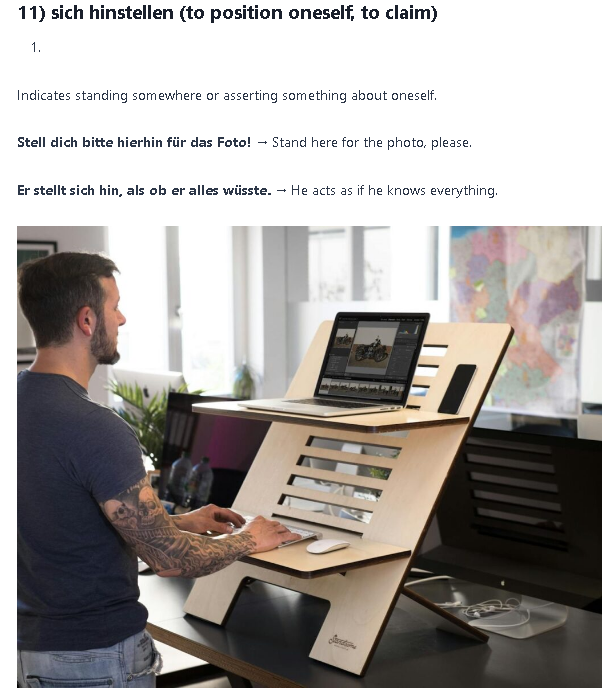 11) sich hinstellen (to position oneself, to claim)
1.
Indicates standing somewhere or asserting something about oneself.
Stell dich bitte hierhin für das Foto! → Stand here for the photo, please.
Er stellt sich hin, als ob er alles wüsste. → He acts as if he knows everything.